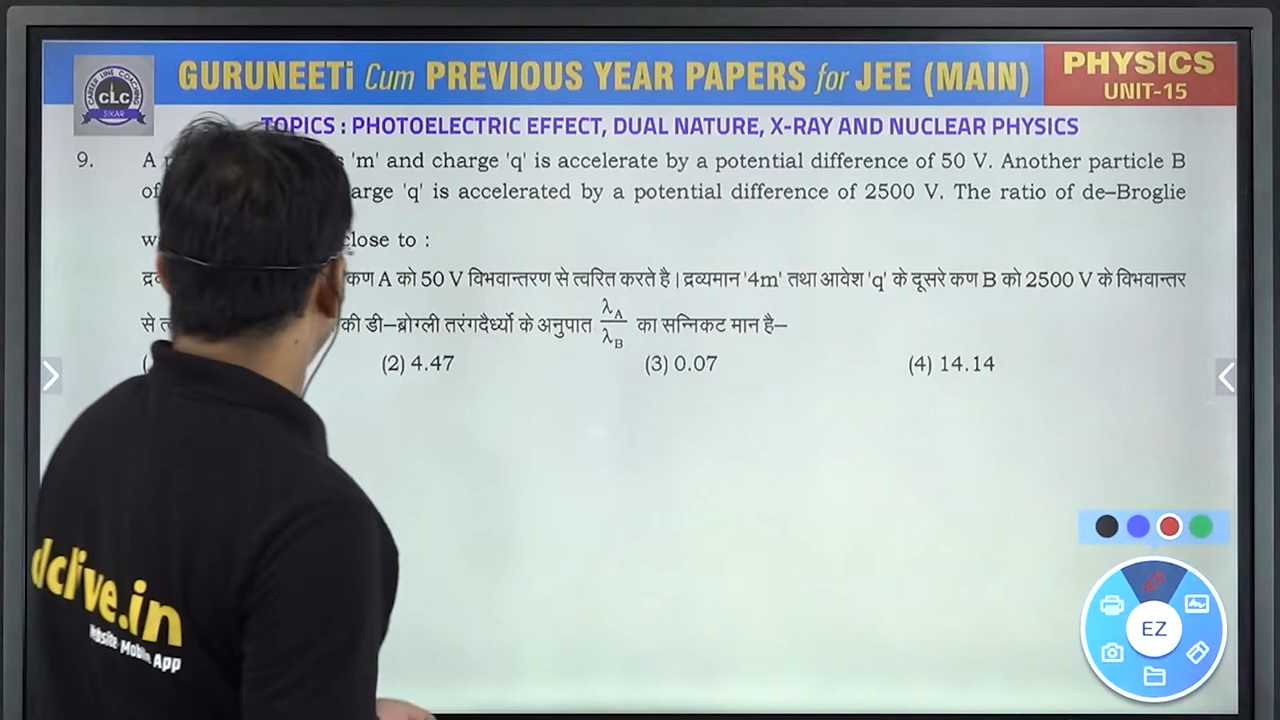 GURUNEETi Cum PREVIOUS YEAR PAPERS for JEE (MAIN)
PHYSICS
UNIT-15
CAREER LINE COACHING
CLC
SIKAR
TOPICS : PHOTOELECTRIC EFFECT, DUAL NATURE, X-RAY AND NUCLEAR PHYSICS
9. A 'm' and charge 'q' is accelerate by a potential difference of 50 V. Another particle B
of 'q' is accelerated by a potential difference of 2500 V. The ratio of de–Broglie
close to :
कण A को 50 V विभवान्तरण से त्वरित करते है। द्रव्यमान '4m' तथा आवेश 'q' के दूसरे कण B को 2500 V के विभवान्तर
से की डी–ब्रोग्ली तरंगदैर्ध्यो के अनुपात λA/λB का सन्निकट मान है–
(2) 4.47 (3) 0.07 (4) 14.14
EZ
dclive.in
Website Mobile App